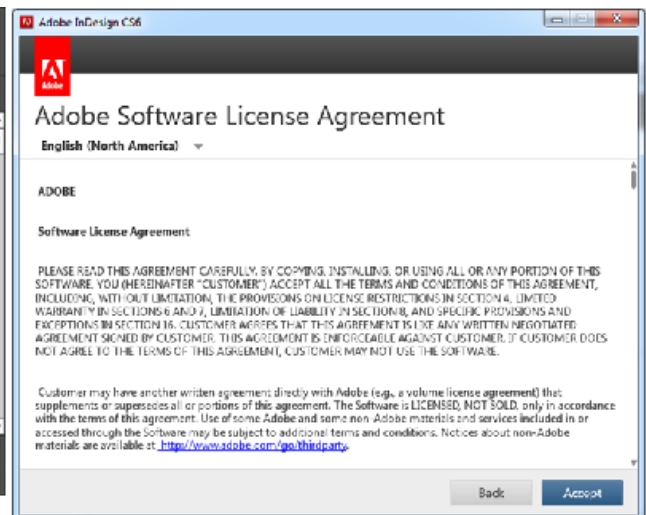 Adobe InDesign CS6
Adobe
Adobe Software License Agreement
English (North America)
ADOBE
Software License Agreement
PLEASE READ THIS AGREEMENT CAREFULLY. BY COPYING, INSTALLING, OR USING ALL OR ANY PORTION OF THIS
SOFTWARE, YOU (HEREINAFTER "CUSTOMER") ACCEPT ALL THE TERMS AND CONDITIONS OF THIS AGREEMENT,
INCLUDING, WITHOUT LIMITATION, THE PROVISIONS ON LICENSE RESTRICTIONS IN SECTION 4, LIMITED
WARRANTY IN SECTIONS 6 AND 7, LIMITATION OF LIABILITY IN SECTION 8, AND SPECIFIC PROVISIONS AND
EXCEPTIONS IN SECTION 16. CUSTOMER AGREES THAT THIS AGREEMENT IS LIKE ANY WRITTEN NEGOTIATED
AGREEMENT SIGNED BY CUSTOMER. THIS AGREEMENT IS ENFORCEABLE AGAINST CUSTOMER. IF CUSTOMER DOES
NOT AGREE TO THE TERMS OF THIS AGREEMENT, CUSTOMER MAY NOT USE THE SOFTWARE.
Customer may have another written agreement directly with Adobe (e.g., a volume license agreement) that
supplements or supersedes all or portions of this agreement. The Software is LICENSED, NOT SOLD, only in accordance
with the terms of this agreement. Use of some Adobe and some non-Adobe materials and services included in or
accessed through the Software may be subject to additional terms and conditions. Notices about non-Adobe
materials are available at http://www.adobe.com/go/thirdparty.
Back
Accept